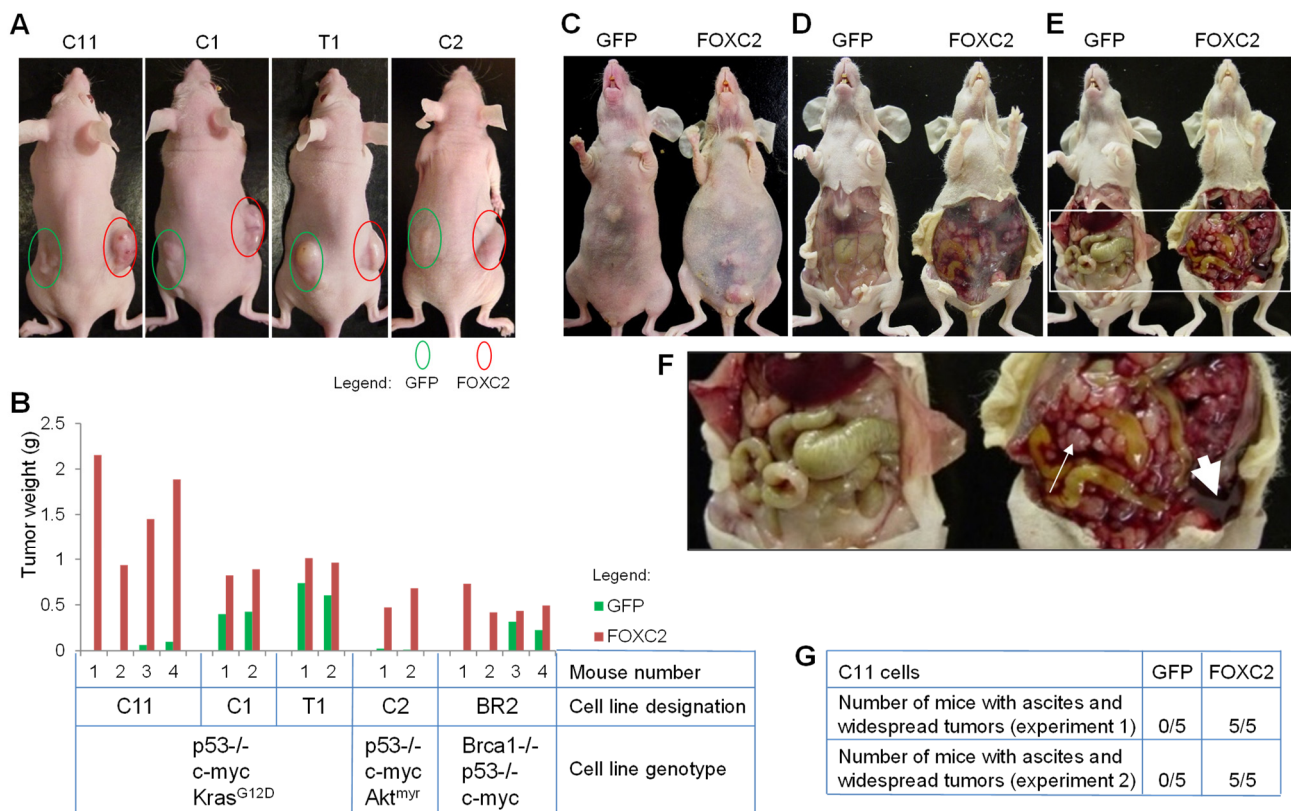 A
C11 C1 T1 C2
Legend: GFP FOXC2
B
Tumor weight (g)
2.5
2
1.5
1
0.5
0
Legend:
GFP
FOXC2
1 2 3 4 1 2 1 2 1 2 1 2 3 4 Mouse number
C11 C1 T1 C2 BR2 Cell line designation
p53-/- p53-/- Brca1-/-
c-myc c-myc p53-/- Cell line genotype
KrasG12D Aktmyr c-myc
C D E
GFP FOXC2 GFP FOXC2 GFP FOXC2
F
G
C11 cells GFP FOXC2
Number of mice with ascites and
widespread tumors (experiment 1) 0/5 5/5
Number of mice with ascites and
widespread tumors (experiment 2) 0/5 5/5